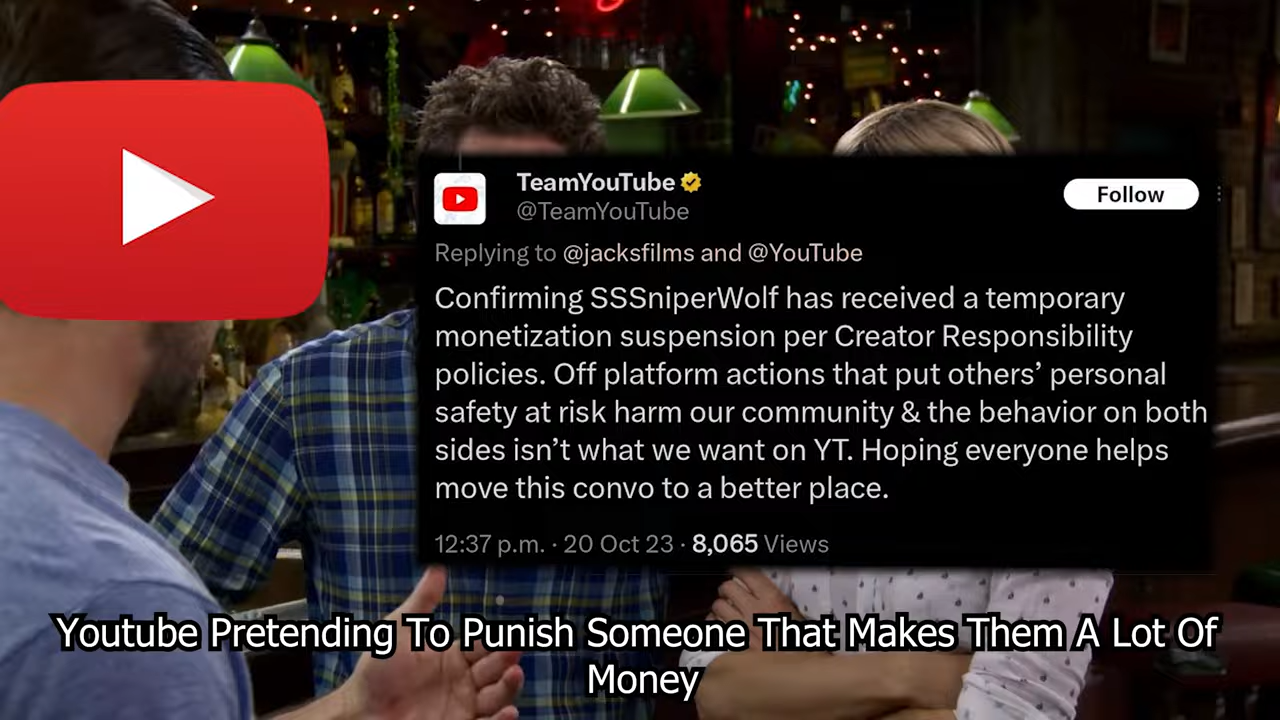 TeamYouTube
@TeamYouTube
Follow
Replying to @jacksfilms and @YouTube
Confirming SSSniperWolf has received a temporary
monetization suspension per Creator Responsibility
policies. Off platform actions that put others’ personal
safety at risk harm our community & the behavior on both
sides isn’t what we want on YT. Hoping everyone helps
move this convo to a better place.
12:37 p.m. · 20 Oct 23 · 8,065 Views
Youtube Pretending To Punish Someone That Makes Them A Lot Of
Money